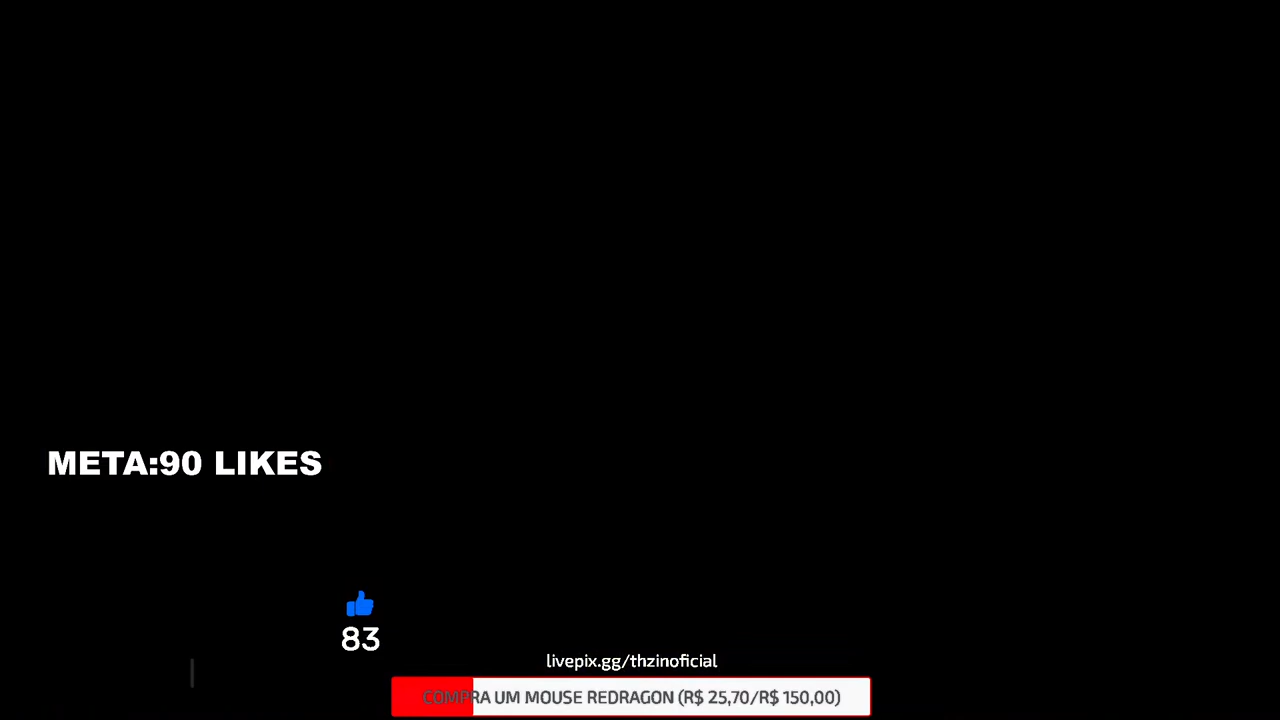 META:90 LIKES
83
livepix.gg/thzinoficial
COMPRA UM MOUSE REDRAGON (R$ 25,70/R$ 150,00)